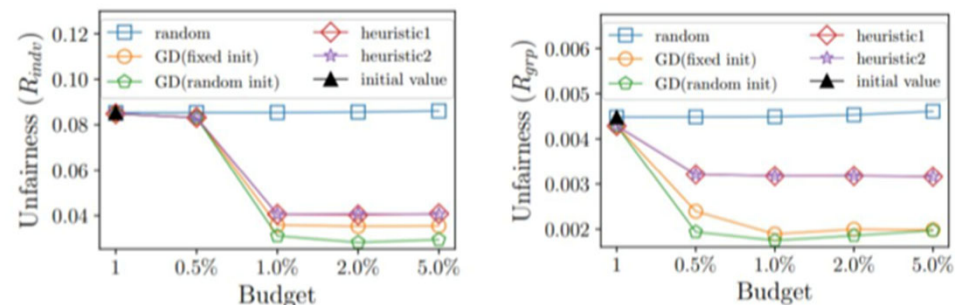 Unfairness (R_indv)
0.12
0.10
0.08
0.06
0.04
random
GD(fixed init)
GD(random init)
heuristic1
heuristic2
initial value
1 0.5% 1.0% 2.0% 5.0%
Budget
Unfairness (R_grp)
0.006
0.005
0.004
0.003
0.002
random
GD(fixed init)
GD(random init)
heuristic1
heuristic2
initial value
1 0.5% 1.0% 2.0% 5.0%
Budget